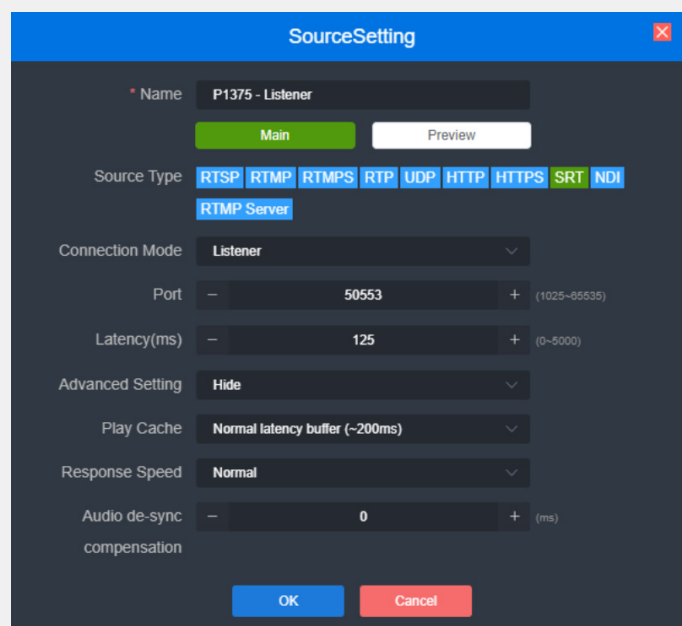 SourceSetting
* Name P1375 - Listener
Main Preview
Source Type RTSP RTMP RTMPS RTP UDP HTTP HTTPS SRT NDI
RTMP Server
Connection Mode Listener
Port − 50553 + (1025~65535)
Latency(ms) − 125 + (0~5000)
Advanced Setting Hide
Play Cache Normal latency buffer (~200ms)
Response Speed Normal
Audio de-sync − 0 + (ms)
compensation
OK Cancel